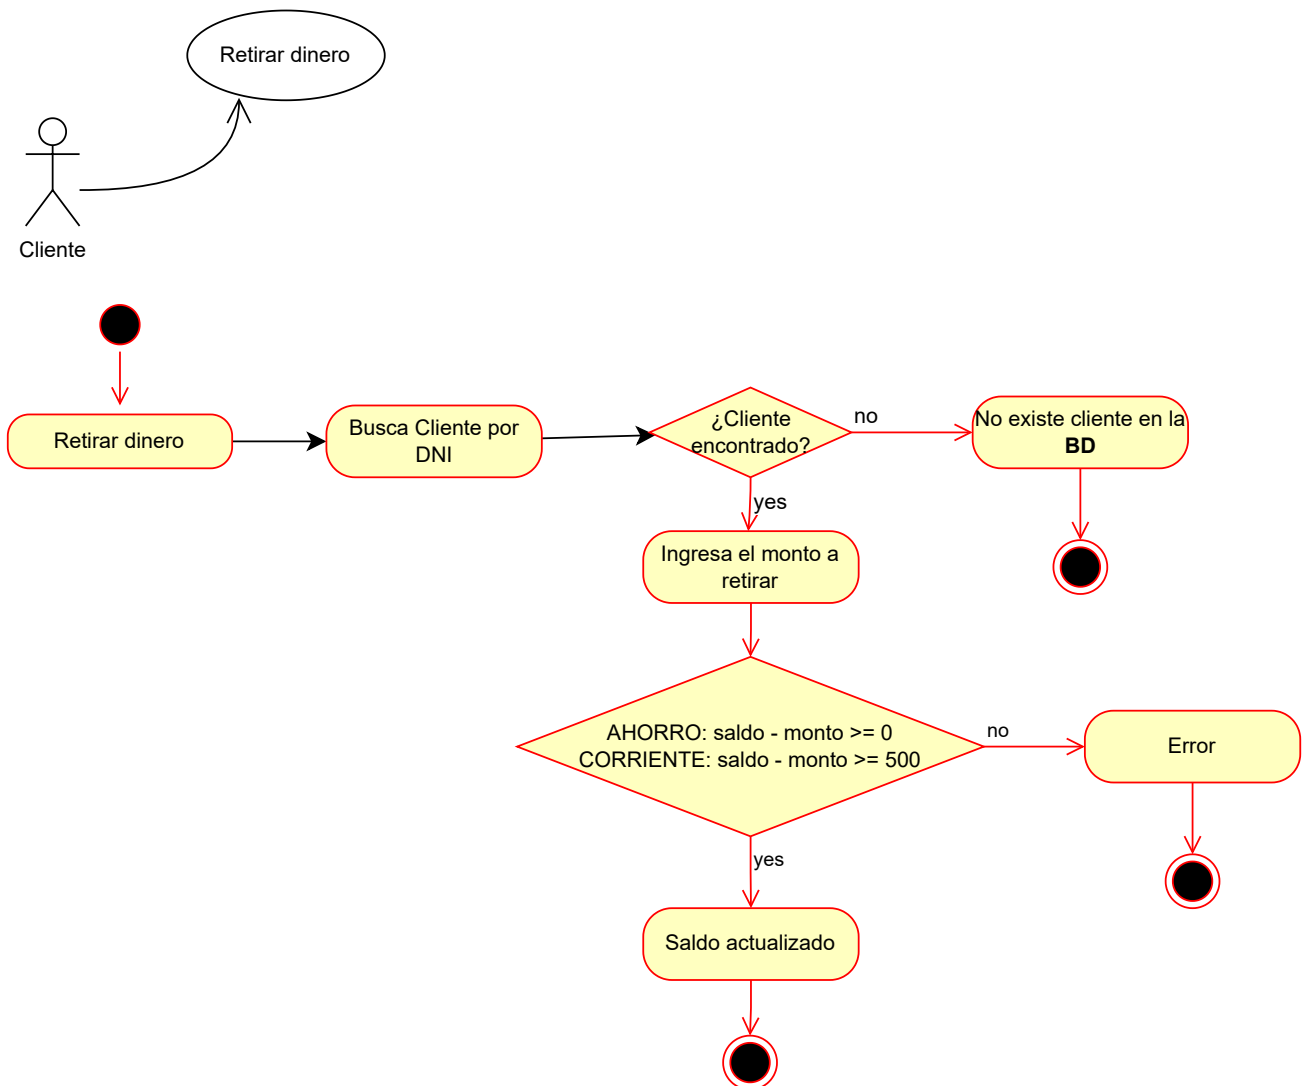 Retirar dinero
Cliente
Retirar dinero
Busca Cliente por
DNI
¿Cliente
encontrado?
no
No existe cliente en la
BD
yes
Ingresa el monto a
retirar
AHORRO: saldo - monto >= 0
CORRIENTE: saldo - monto >= 500
no
Error
yes
Saldo actualizado